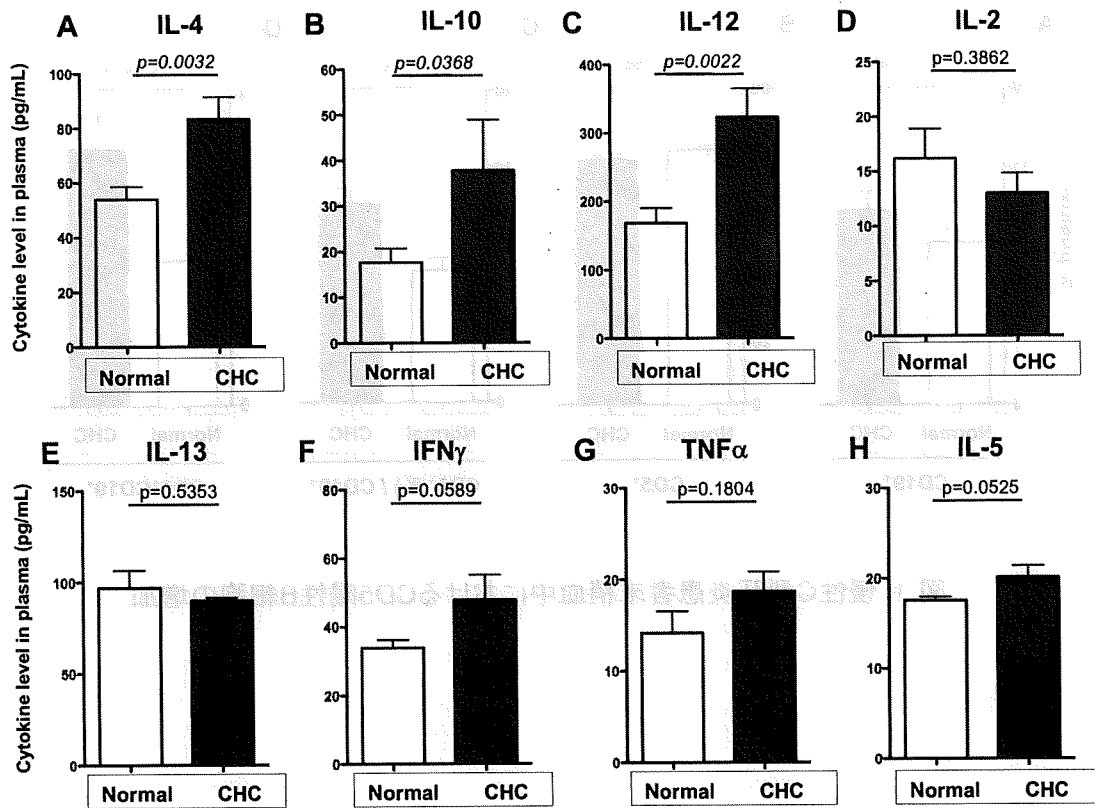 A IL-4
B IL-10
C IL-12
D IL-2
Cytokine level in plasma (pg/mL)
p=0.0032
100
80
60
40
20
0
Normal CHC
p=0.0368
60
50
40
30
20
10
0
Normal CHC
p=0.0022
400
300
200
100
0
Normal CHC
p=0.3862
25
20
15
10
5
0
Normal CHC
E IL-13
F IFNγ
G TNFα
H IL-5
Cytokine level in plasma (pg/mL)
p=0.5353
150
100
50
0
Normal CHC
p=0.0589
80
60
40
20
0
Normal CHC
p=0.1804
30
20
10
0
Normal CHC
p=0.0525
30
20
10
0
Normal CHC